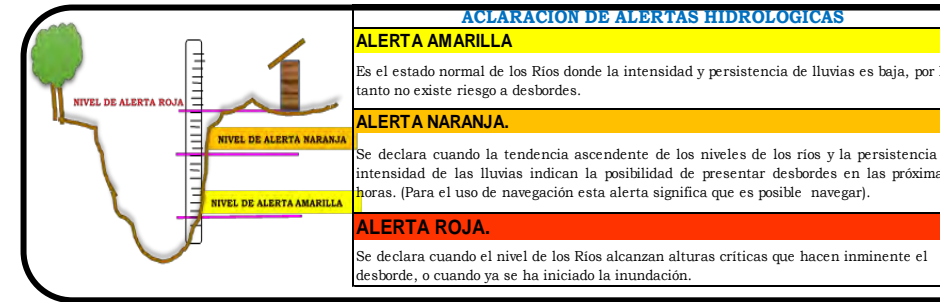 ACLARACION DE ALERTAS HIDROLOGICAS
ALERTA AMARILLA
Es el estado normal de los Ríos donde la intensidad y persistencia de lluvias es baja, por
tanto no existe riesgo a desbordes.
ALERTA NARANJA.
Se declara cuando la tendencia ascendente de los niveles de los ríos y la persistencia
intensidad de las lluvias indican la posibilidad de presentar desbordes en las próxima
horas. (Para el uso de navegación esta alerta significa que es posible navegar).
ALERTA ROJA.
Se declara cuando el nivel de los Ríos alcanzan alturas críticas que hacen inminente el
desborde, o cuando ya se ha iniciado la inundación.
NIVEL DE ALERTA ROJA
NIVEL DE ALERTA NARANJA
NIVEL DE ALERTA AMARILLA